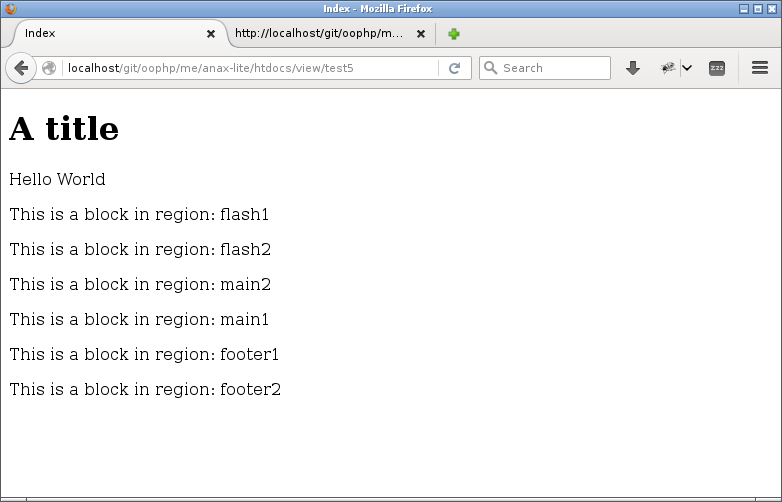 Index - Mozilla Firefox
Index
http://localhost/git/oophp/m...
localhost/git/oophp/me/anax-lite/htdocs/view/test5
Search
zzz
A title
Hello World
This is a block in region: flash1
This is a block in region: flash2
This is a block in region: main2
This is a block in region: main1
This is a block in region: footer1
This is a block in region: footer2